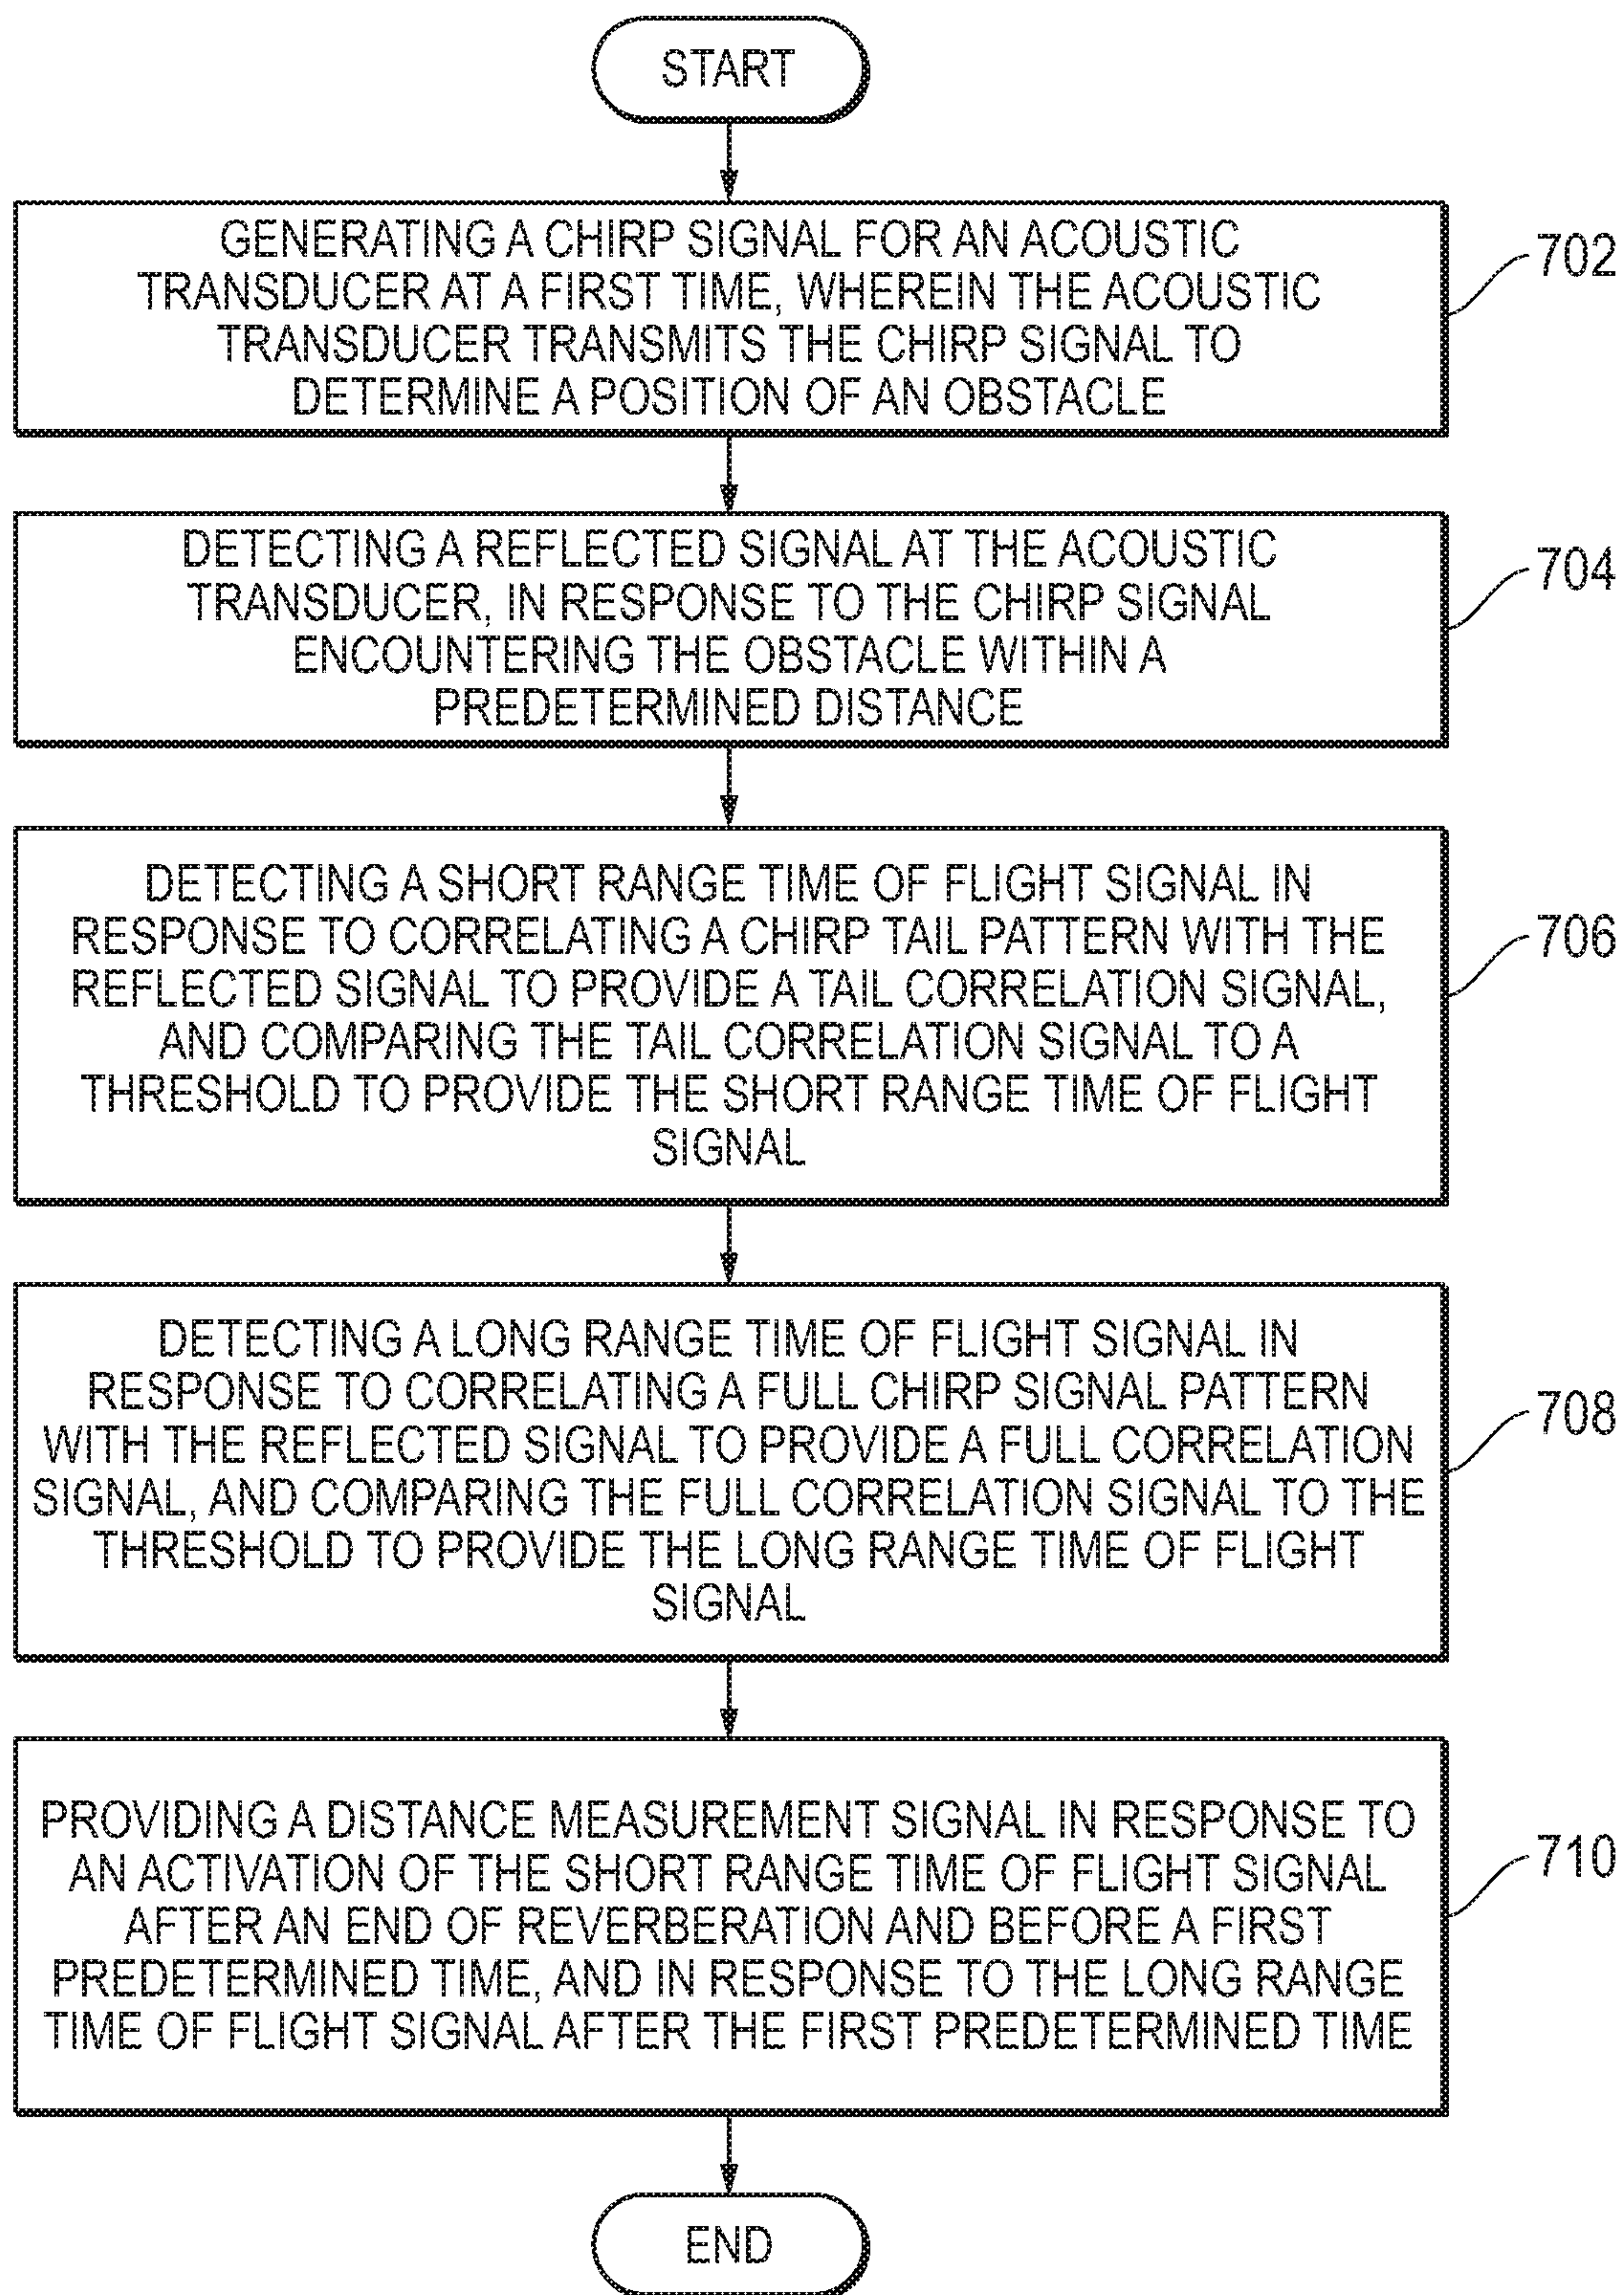 START
GENERATING A CHIRP SIGNAL FOR AN ACOUSTIC
TRANSDUCER AT A FIRST TIME, WHEREIN THE ACOUSTIC
TRANSDUCER TRANSMITS THE CHIRP SIGNAL TO
DETERMINE A POSITION OF AN OBSTACLE
702
DETECTING A REFLECTED SIGNAL AT THE ACOUSTIC
TRANSDUCER, IN RESPONSE TO THE CHIRP SIGNAL
ENCOUNTERING THE OBSTACLE WITHIN A
PREDETERMINED DISTANCE
704
DETECTING A SHORT RANGE TIME OF FLIGHT SIGNAL IN
RESPONSE TO CORRELATING A CHIRP TAIL PATTERN WITH THE
REFLECTED SIGNAL TO PROVIDE A TAIL CORRELATION SIGNAL,
AND COMPARING THE TAIL CORRELATION SIGNAL TO A
THRESHOLD TO PROVIDE THE SHORT RANGE TIME OF FLIGHT
SIGNAL
706
DETECTING A LONG RANGE TIME OF FLIGHT SIGNAL IN
RESPONSE TO CORRELATING A FULL CHIRP SIGNAL PATTERN
WITH THE REFLECTED SIGNAL TO PROVIDE A FULL CORRELATION
SIGNAL, AND COMPARING THE FULL CORRELATION SIGNAL TO THE
THRESHOLD TO PROVIDE THE LONG RANGE TIME OF FLIGHT
SIGNAL
708
PROVIDING A DISTANCE MEASUREMENT SIGNAL IN RESPONSE TO
AN ACTIVATION OF THE SHORT RANGE TIME OF FLIGHT SIGNAL
AFTER AN END OF REVERBERATION AND BEFORE A FIRST
PREDETERMINED TIME, AND IN RESPONSE TO THE LONG RANGE
TIME OF FLIGHT SIGNAL AFTER THE FIRST PREDETERMINED TIME
710
END